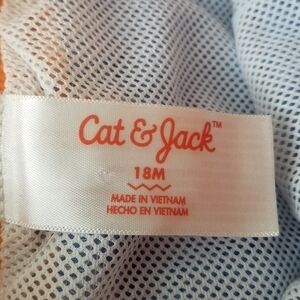 Cat & Jack™
18M
MADE IN VIETNAM
HECHO EN VIETNAM